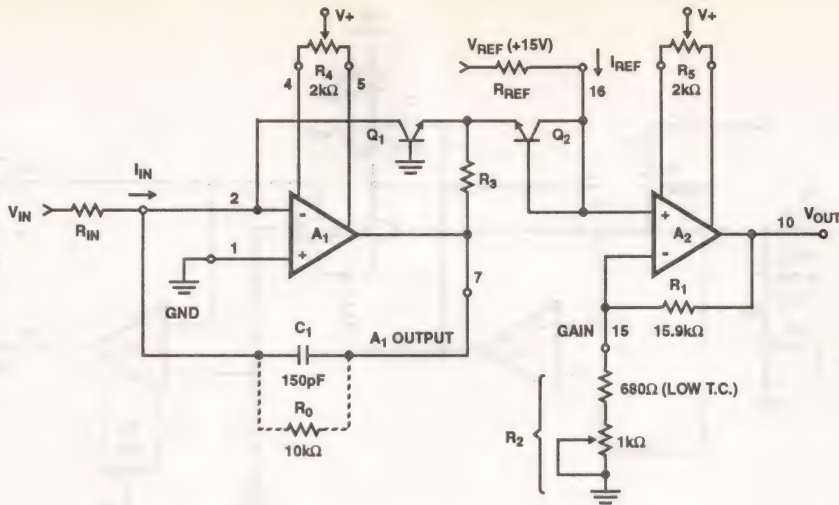 V+
V+
4
R4
2kΩ
5
VREF (+15V)
RREF
IREF
16
R5
2kΩ
Q1
Q2
IIN
VIN
RIN
2
-
A1
+
1
GND
R3
7
A1 OUTPUT
C1
150pF
R0
10kΩ
+
A2
-
10
VOUT
R1
15.9kΩ
GAIN
15
680Ω (LOW T.C.)
R2
1kΩ